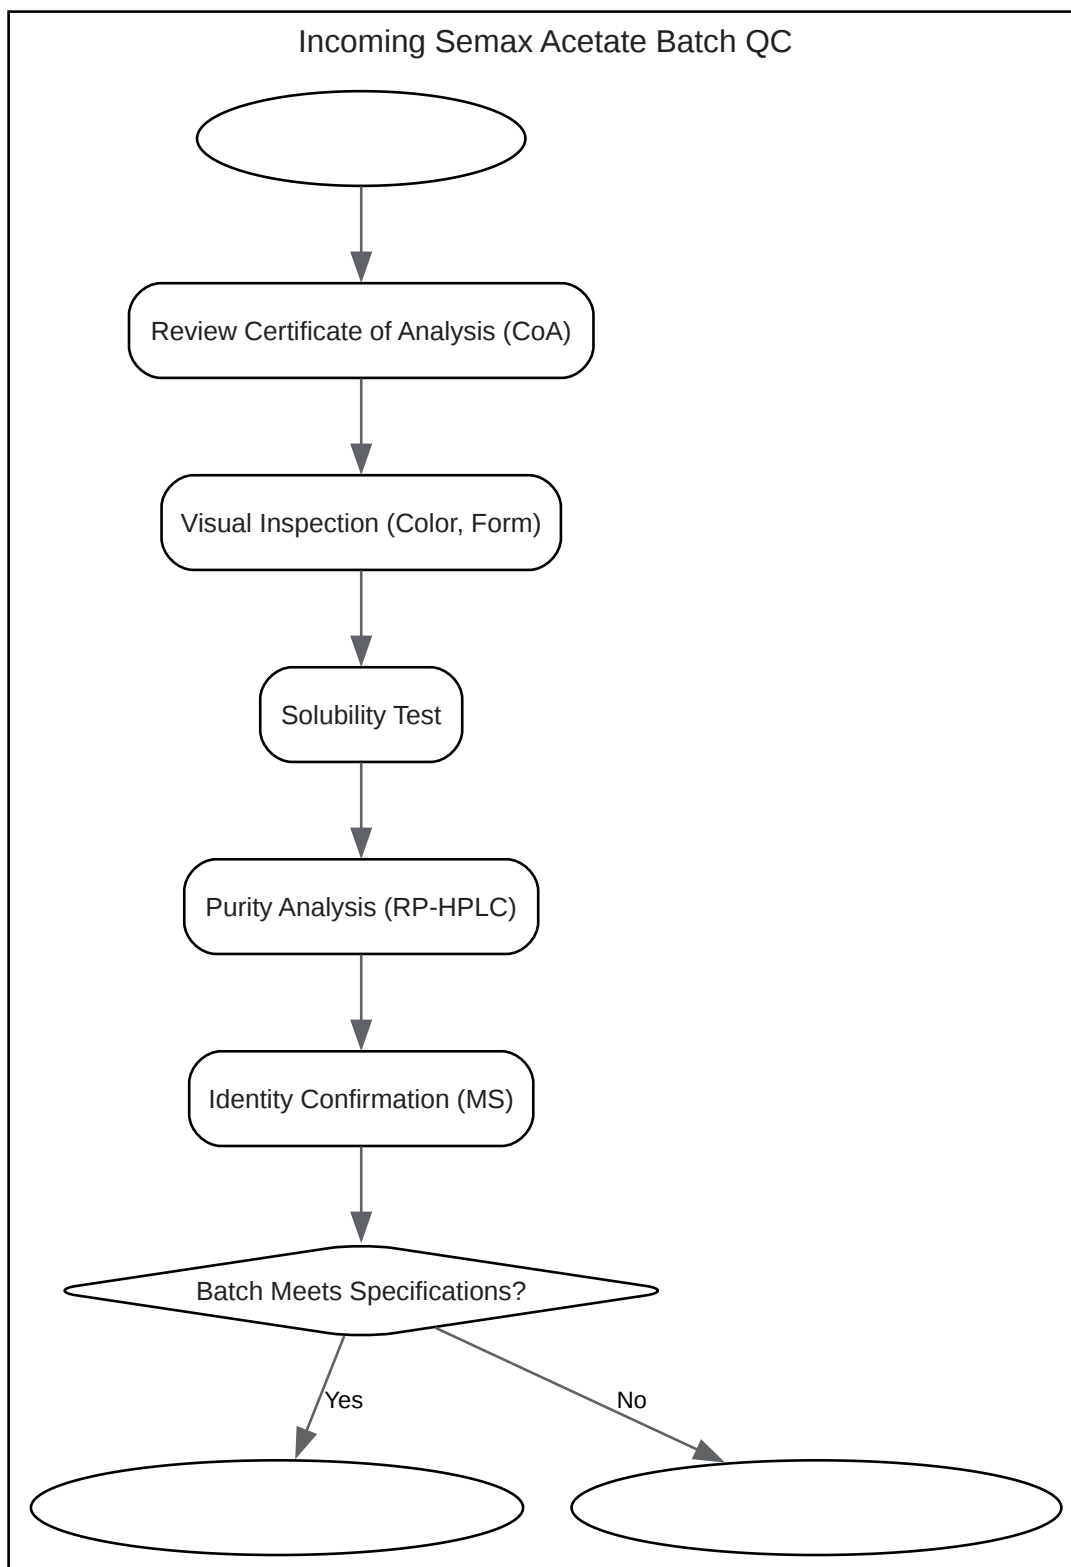 Incoming Semax Acetate Batch QC
Review Certificate of Analysis (CoA)
Visual Inspection (Color, Form)
Solubility Test
Purity Analysis (RP-HPLC)
Identity Confirmation (MS)
Batch Meets Specifications?
Yes
No